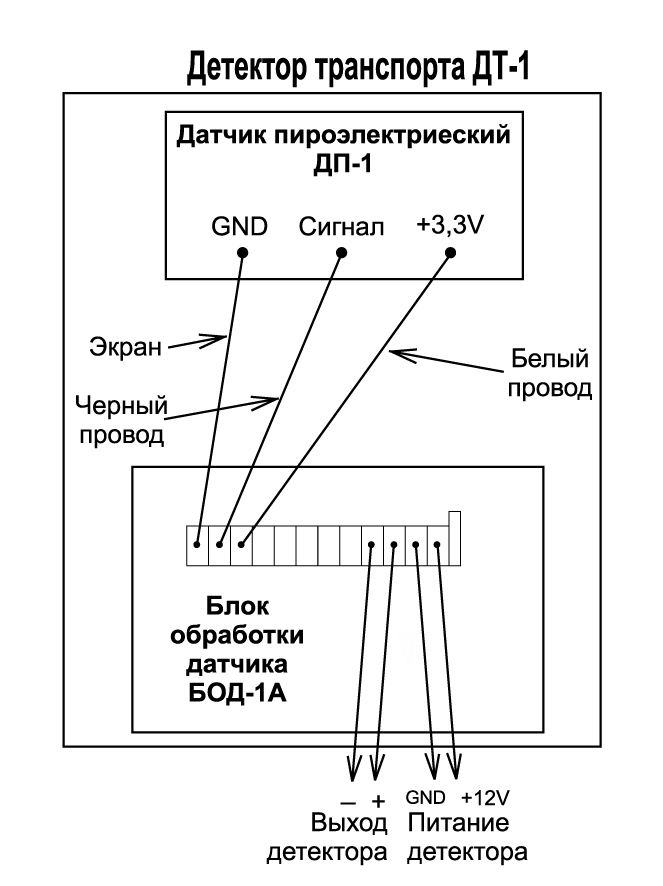 Детектор транспорта ДТ-1
Датчик пироэлектриеский
ДП-1
GND Сигнал +3,3V
Экран
Белый
провод
Черный
провод
Блок
обработки
датчика
БОД-1А
– + GND +12V
Выход Питание
детектора детектора